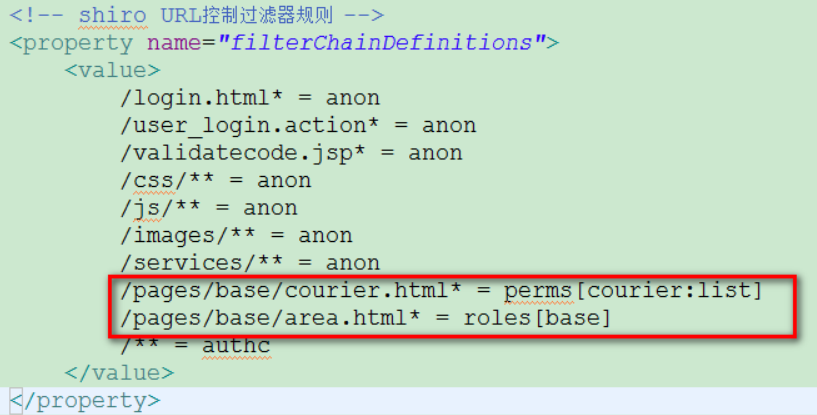 <!-- shiro URL控制过滤器规则 -->
<property name="filterChainDefinitions">
<value>
/login.html* = anon
/user_login.action* = anon
/validatecode.jsp* = anon
/css/** = anon
/js/** = anon
/images/** = anon
/services/** = anon
/pages/base/courier.html* = perms[courier:list]
/pages/base/area.html* = roles[base]
/** = authc
</value>
</property>